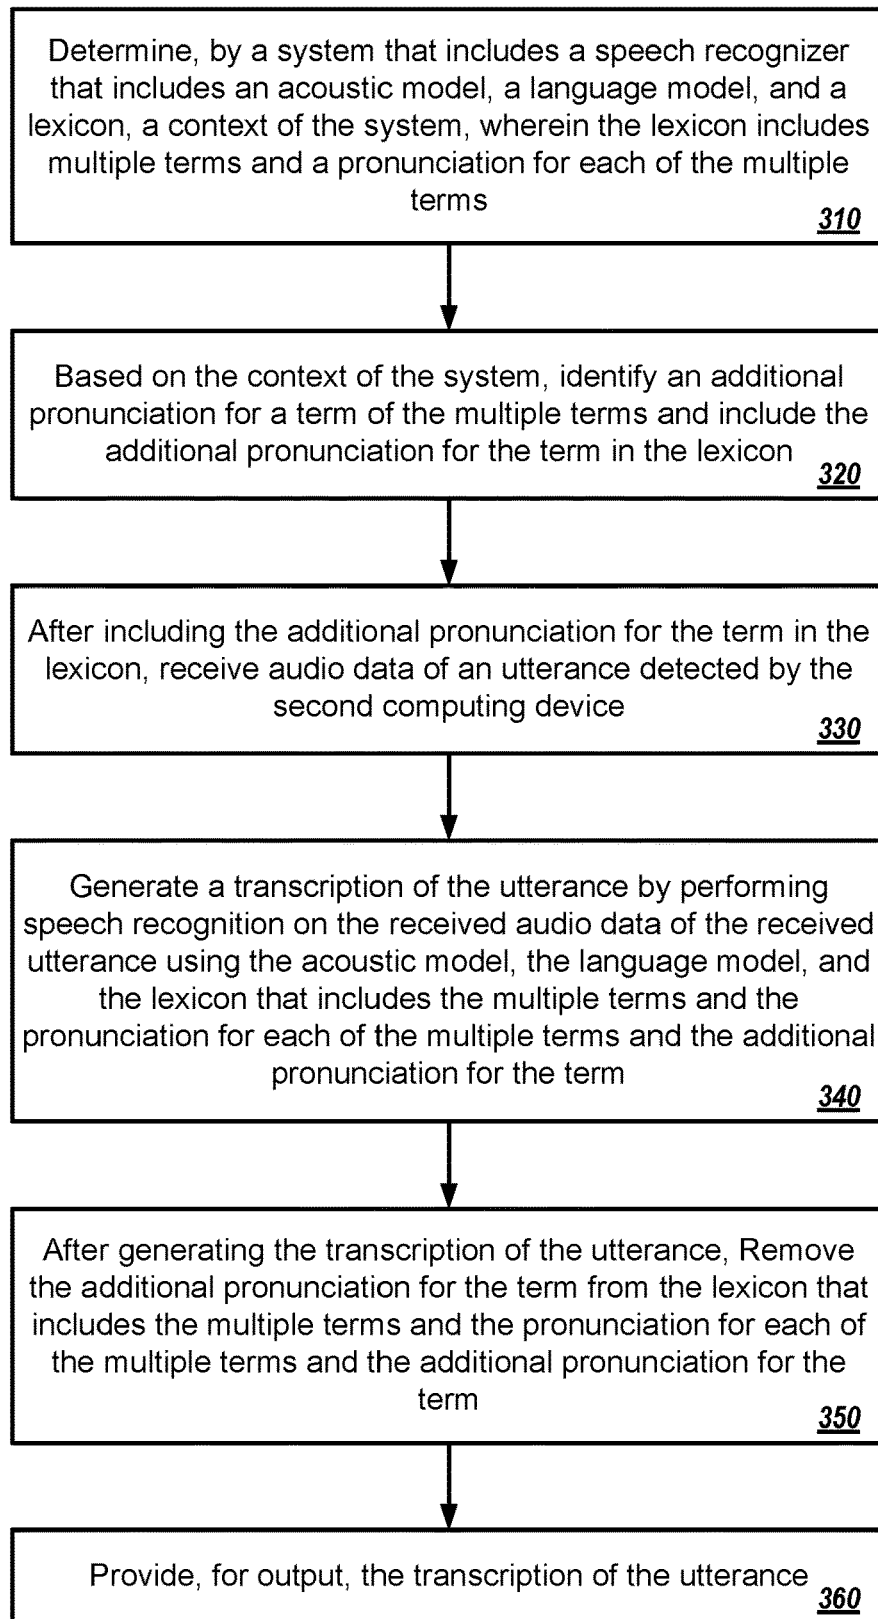 Determine, by a system that includes a speech recognizer
that includes an acoustic model, a language model, and a
lexicon, a context of the system, wherein the lexicon includes
multiple terms and a pronunciation for each of the multiple
terms
310
Based on the context of the system, identify an additional
pronunciation for a term of the multiple terms and include the
additional pronunciation for the term in the lexicon
320
After including the additional pronunciation for the term in the
lexicon, receive audio data of an utterance detected by the
second computing device
330
Generate a transcription of the utterance by performing
speech recognition on the received audio data of the received
utterance using the acoustic model, the language model, and
the lexicon that includes the multiple terms and the
pronunciation for each of the multiple terms and the additional
pronunciation for the term
340
After generating the transcription of the utterance, Remove
the additional pronunciation for the term from the lexicon that
includes the multiple terms and the pronunciation for each of
the multiple terms and the additional pronunciation for the
term
350
Provide, for output, the transcription of the utterance
360